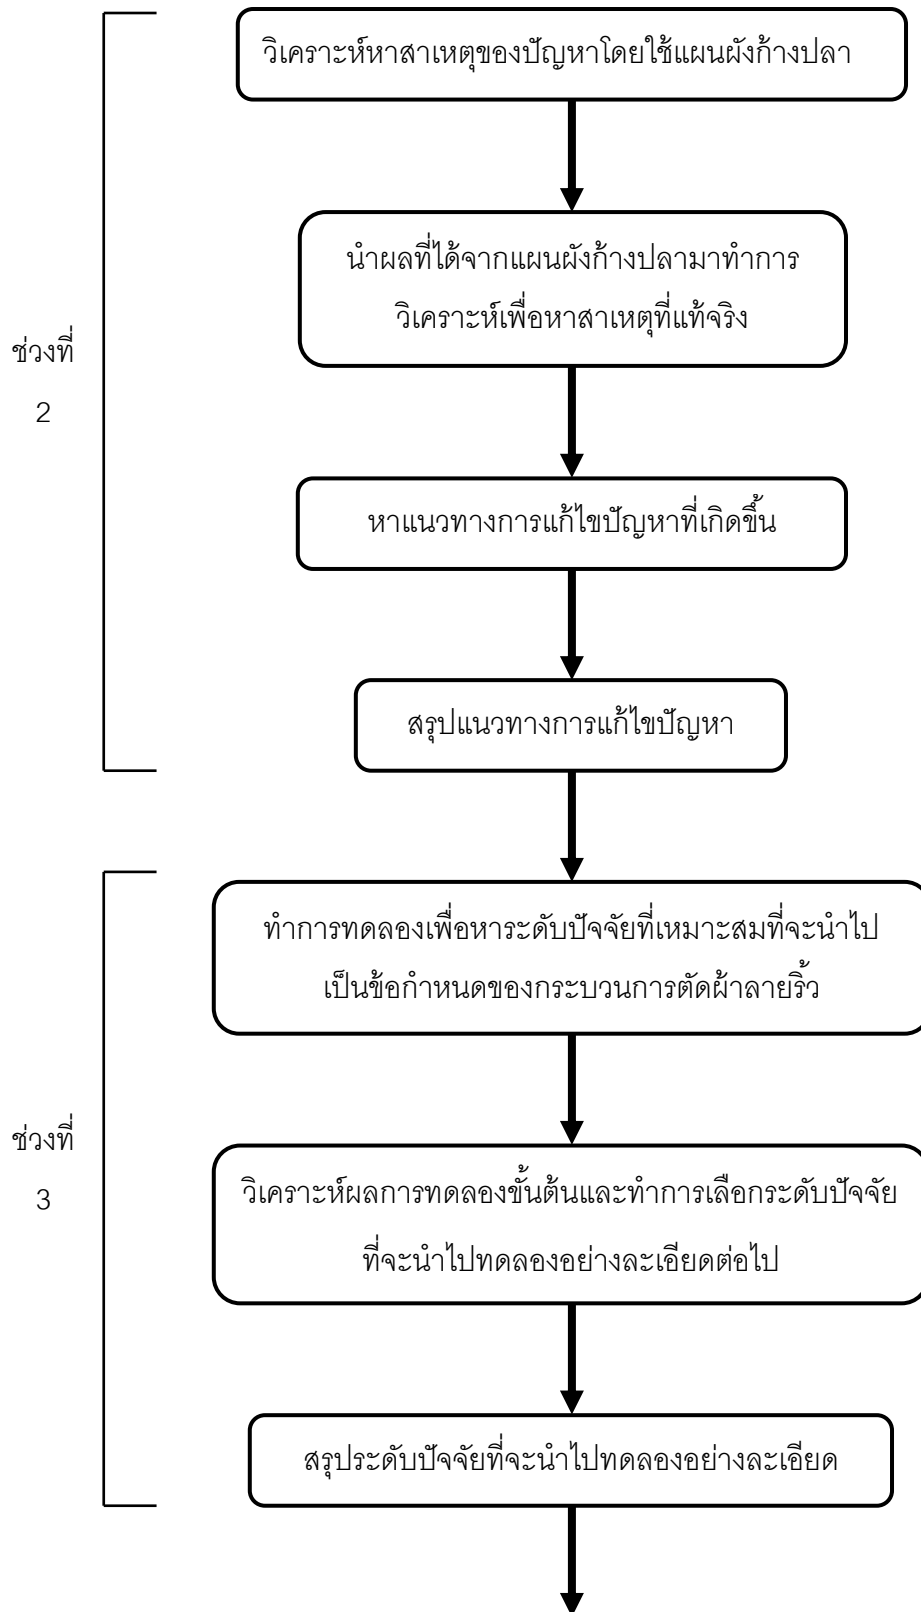 วิเคราะห์หาสาเหตุของปัญหาโดยใช้แผนผังก้างปลา
นำผลที่ได้จากแผนผังก้างปลามาทำการ
วิเคราะห์เพื่อหาสาเหตุที่แท้จริง
ช่วงที่
2
หาแนวทางการแก้ไขปัญหาที่เกิดขึ้น
สรุปแนวทางการแก้ไขปัญหา
ทำการทดลองเพื่อหาระดับปัจจัยที่เหมาะสมที่จะนำไป
เป็นข้อกำหนดของกระบวนการตัดผ้าลายริ้ว
ช่วงที่
3
วิเคราะห์ผลการทดลองขั้นต้นและทำการเลือกระดับปัจจัย
ที่จะนำไปทดลองอย่างละเอียดต่อไป
สรุประดับปัจจัยที่จะนำไปทดลองอย่างละเอียด